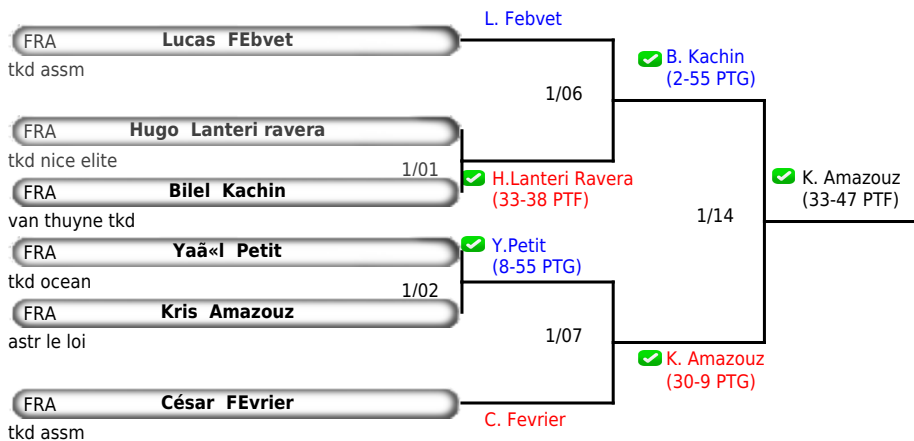 L. Febvet
FRA Lucas FEbvet
tkd assm
B. Kachin
(2-55 PTG)
1/06
FRA Hugo Lanteri ravera
tkd nice elite
1/01
H.Lanteri Ravera
(33-38 PTF)
FRA Bilel Kachin
van thuyne tkd
K. Amazouz
(33-47 PTF)
1/14
FRA Yaã«l Petit
tkd ocean
Y.Petit
(8-55 PTG)
1/02
FRA Kris Amazouz
astr le loi
1/07
K. Amazouz
(30-9 PTG)
FRA César FEvrier
tkd assm
C. Fevrier